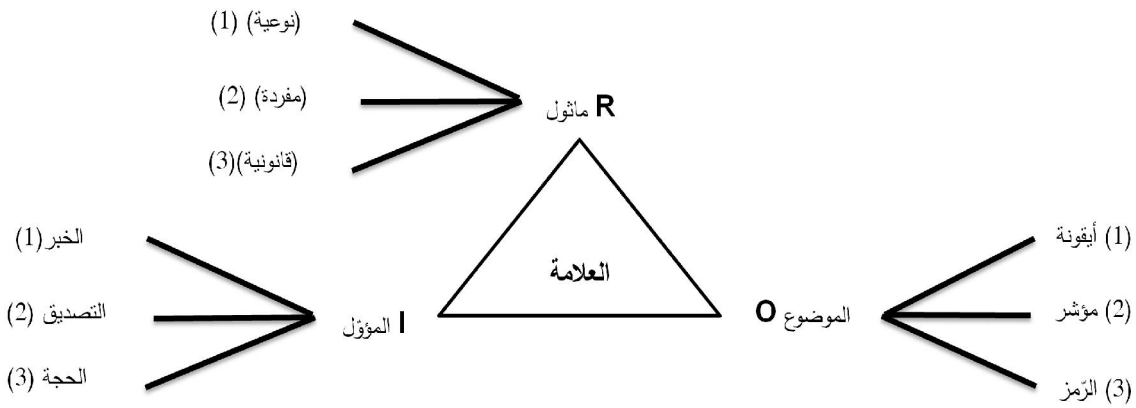 (نوعية) (1)
(مفردة) (2)
(قانونية)(3)
R ماثول
العلامة
الخبر(1)
التصديق (2)
الحجة (3)
I المؤوّل
الموضوع O
(1) أيقونة
(2) مؤشر
(3) الرّمز